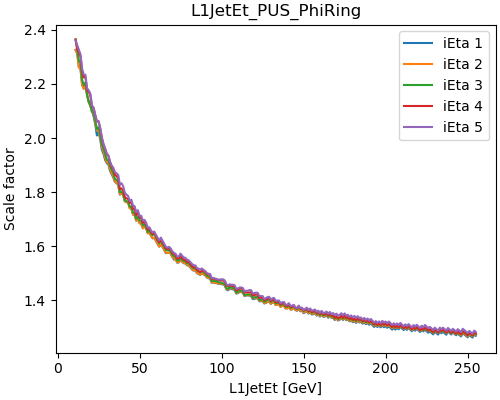 L1JetEt_PUS_PhiRing
Scale factor
2.4
2.2
2.0
1.8
1.6
1.4
iEta 1
iEta 2
iEta 3
iEta 4
iEta 5
0
50
100
150
200
250
L1JetEt [GeV]